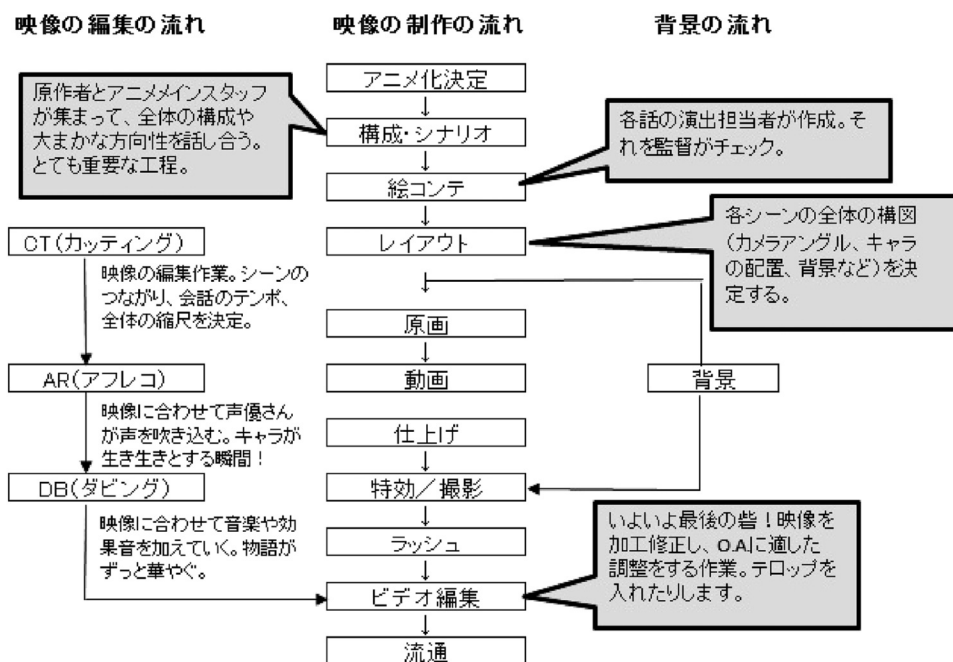 映像の編集の流れ
映像の制作の流れ
背景の流れ
アニメ化決定
原作者とアニメメインスタッフ
が集まって、全体の構成や
大まかな方向性を話し合う。
とても重要な工程。
構成・シナリオ
各話の演出担当者が作成。そ
れを監督がチェック。
絵コンテ
各シーンの全体の構図
(カメラアングル、キャラ
の配置、背景など)を決
定する。
レイアウト
CT(カッティング)
映像の編集作業。シーンの
つながり、会話のテンポ、
全体の縮尺を決定。
原画
AR(アフレコ)
動画
背景
映像に合わせて声優さん
が声を吹き込む。キャラが
生き生きとする瞬間!
仕上げ
DB(ダビング)
特効/撮影
映像に合わせて音楽や効
果音を加えていく。物語が
ずっと華やぐ。
いよいよ最後の砦!映像を
加工修正し、O.Aに適した
調整をする作業。テロップを
入れたりします。
ラッシュ
ビデオ編集
流通